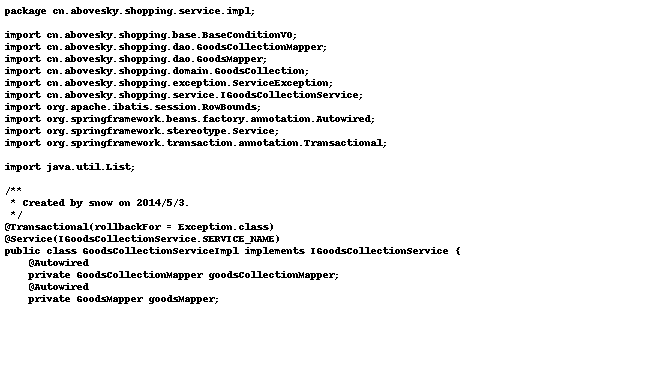 package cn.abovesky.shopping.service.impl;

import cn.abovesky.shopping.base.BaseConditionVO;
import cn.abovesky.shopping.dao.GoodsCollectionMapper;
import cn.abovesky.shopping.dao.GoodsMapper;
import cn.abovesky.shopping.domain.GoodsCollection;
import cn.abovesky.shopping.exception.ServiceException;
import cn.abovesky.shopping.service.IGoodsCollectionService;
import org.apache.ibatis.session.RowBounds;
import org.springframework.beans.factory.annotation.Autowired;
import org.springframework.stereotype.Service;
import org.springframework.transaction.annotation.Transactional;

import java.util.List;

/**
 * Created by snow on 2014/5/3.
 */
@Transactional(rollbackFor = Exception.class)
@Service(IGoodsCollectionService.SERVICE_NAME)
public class GoodsCollectionServiceImpl implements IGoodsCollectionService {
    @Autowired
    private GoodsCollectionMapper goodsCollectionMapper;
    @Autowired
    private GoodsMapper goodsMapper;